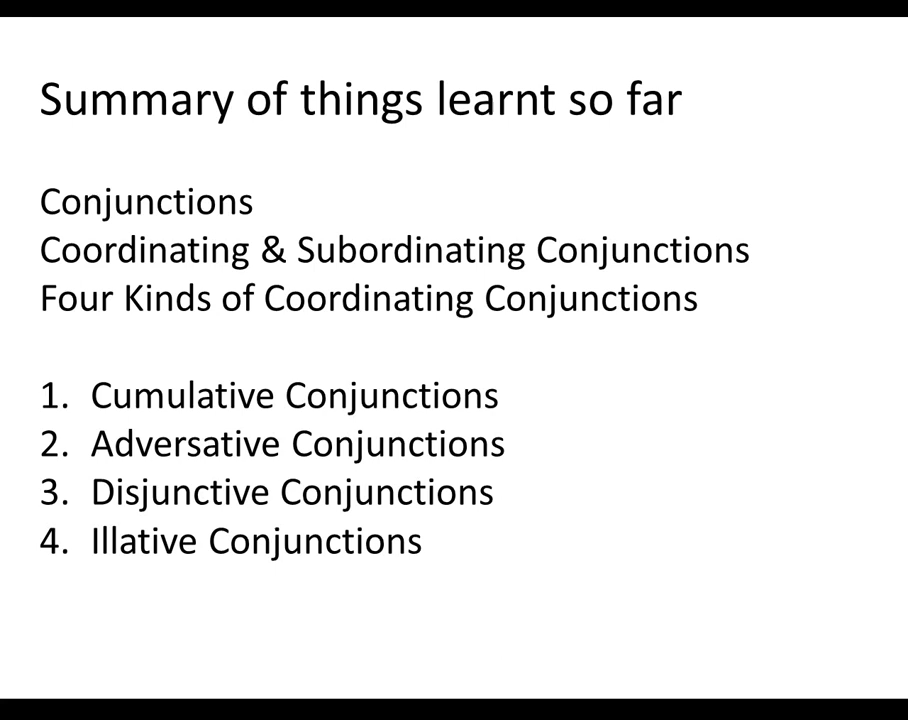 Summary of things learnt so far
Conjunctions
Coordinating & Subordinating Conjunctions
Four Kinds of Coordinating Conjunctions
1. Cumulative Conjunctions
2. Adversative Conjunctions
3. Disjunctive Conjunctions
4. Illative Conjunctions